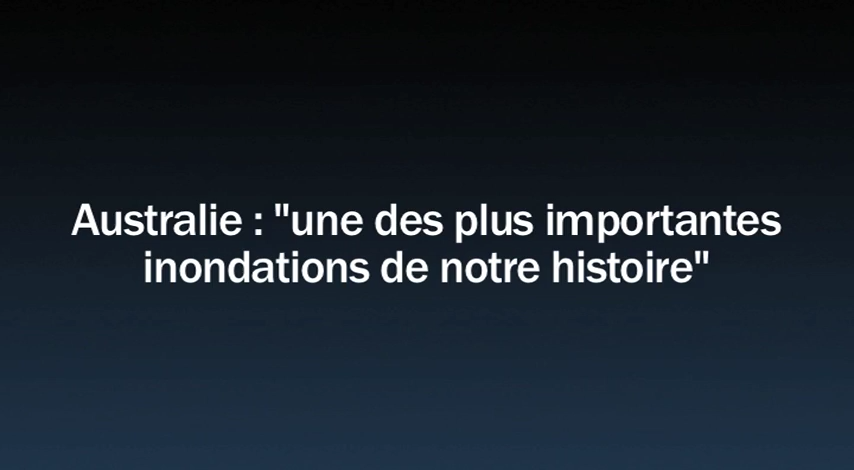 Australie : "une des plus importantes
inondations de notre histoire"